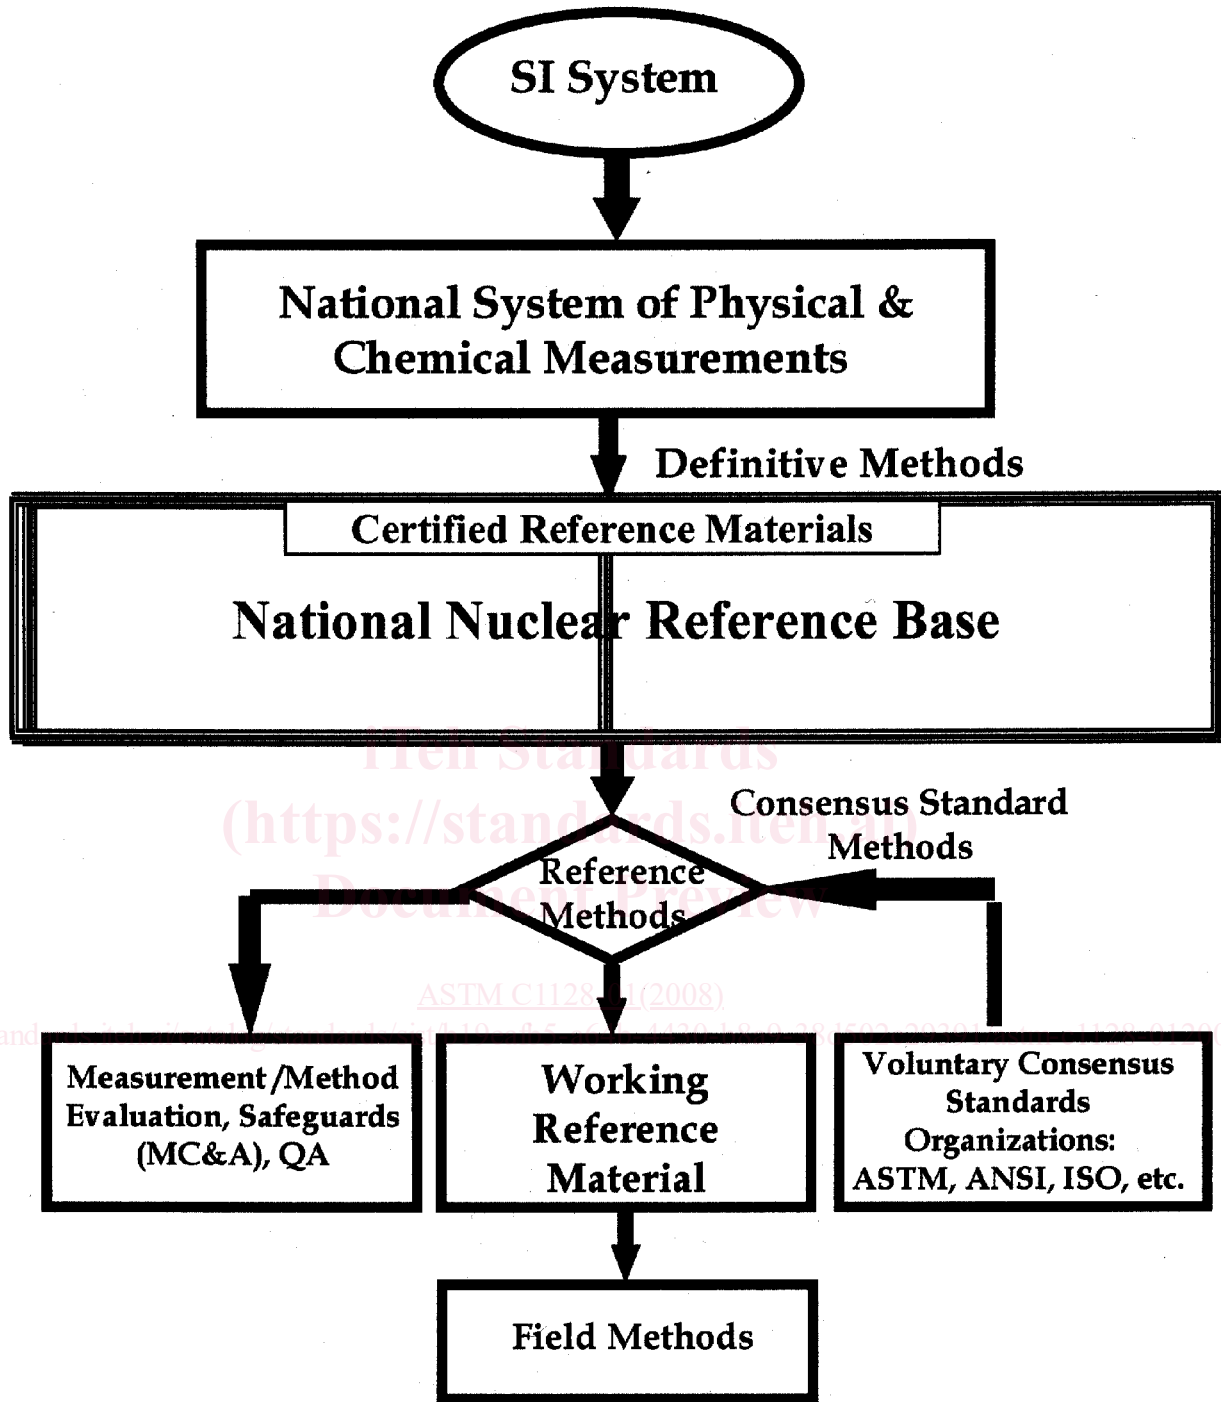 SI System
National System of Physical &
Chemical Measurements
Definitive Methods
Certified Reference Materials
National Nuclear Reference Base
iTeh Standards
(https://standards.iteh.ai)
Document Preview
Consensus Standard
Methods
Reference
Methods
ASTM C1128-01(2008)
Measurement/Method
Evaluation, Safeguards
(MC&A), QA
Working
Reference
Material
Voluntary Consensus
Standards
Organizations:
ASTM, ANSI, ISO, etc.
Field Methods